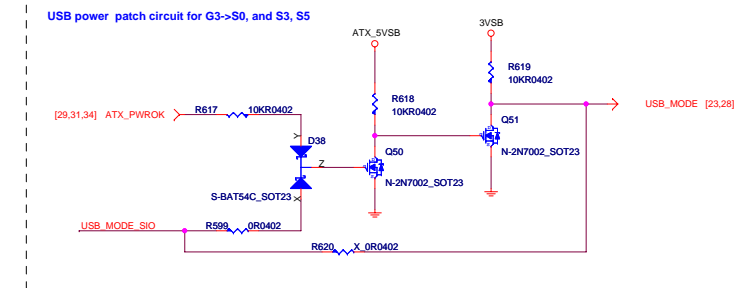 USB power patch circuit for G3->S0, and S3, S5
ATX_5VSB
3VSB
R619
10KR0402
R618
10KR0402
[29,31,34] ATX_PWROK
R617
10KR0402
USB_MODE [23,28]
Q51
N-2N7002_SOT23
Y
D38
Z
Q50
N-2N7002_SOT23
S-BAT54C_SOT23
X
USB_MODE_SIO
R599
0R0402
R620
X_0R0402